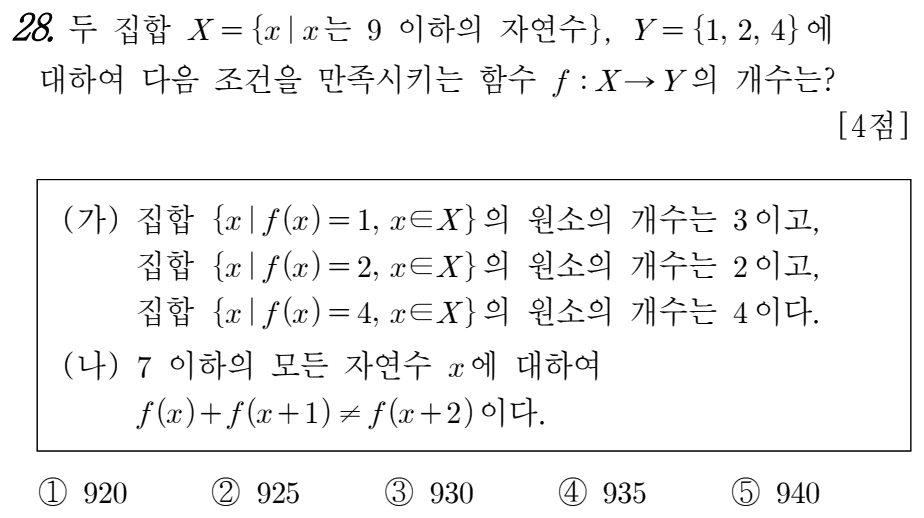 28. 두 집합 X={x|x는 9 이하의 자연수}, Y={1, 2, 4}에
대하여 다음 조건을 만족시키는 함수 f : X→Y의 개수는?
[4점]
(가) 집합 {x|f(x)=1, x∈X}의 원소의 개수는 3이고,
집합 {x|f(x)=2, x∈X}의 원소의 개수는 2이고,
집합 {x|f(x)=4, x∈X}의 원소의 개수는 4이다.
(나) 7 이하의 모든 자연수 x에 대하여
f(x)+f(x+1)≠f(x+2)이다.
① 920 ② 925 ③ 930 ④ 935 ⑤ 940